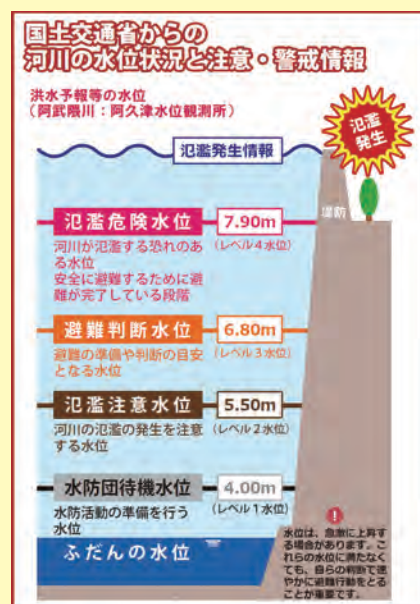 国土交通省からの
河川の水位状況と注意・警戒情報
洪水予報等の水位
（阿武隈川：阿久津水位観測所）
氾濫
発生
氾濫発生情報
堤防
氾濫危険水位 7.90m
（レベル４水位）
河川が氾濫する恐れのあ
る水位
安全に避難するために避
難が完了している段階
避難判断水位 6.80m
（レベル３水位）
避難の準備や判断の目安
となる水位
氾濫注意水位 5.50m
（レベル２水位）
河川の氾濫の発生を注意
する水位
水防団待機水位 4.00m
（レベル１水位）
水防活動の準備を行う
水位
ふだんの水位
!
水位は、急激に上昇す
る場合があります。こ
れらの水位に満たなく
ても、自らの判断で速
やかに避難行動をとる
ことが重要です。